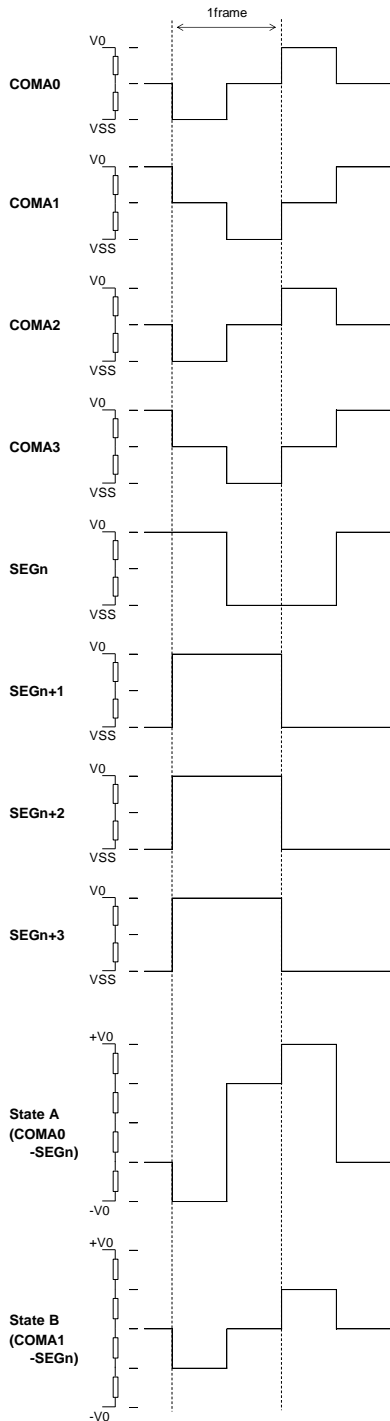 1frame
V0
COMA0
VSS
V0
COMA1
VSS
V0
COMA2
VSS
V0
COMA3
VSS
V0
SEGn
VSS
V0
SEGn+1
VSS
V0
SEGn+2
VSS
V0
SEGn+3
VSS
+V0
State A
(COMA0
-SEGn)
-V0
+V0
State B
(COMA1
-SEGn)
-V0